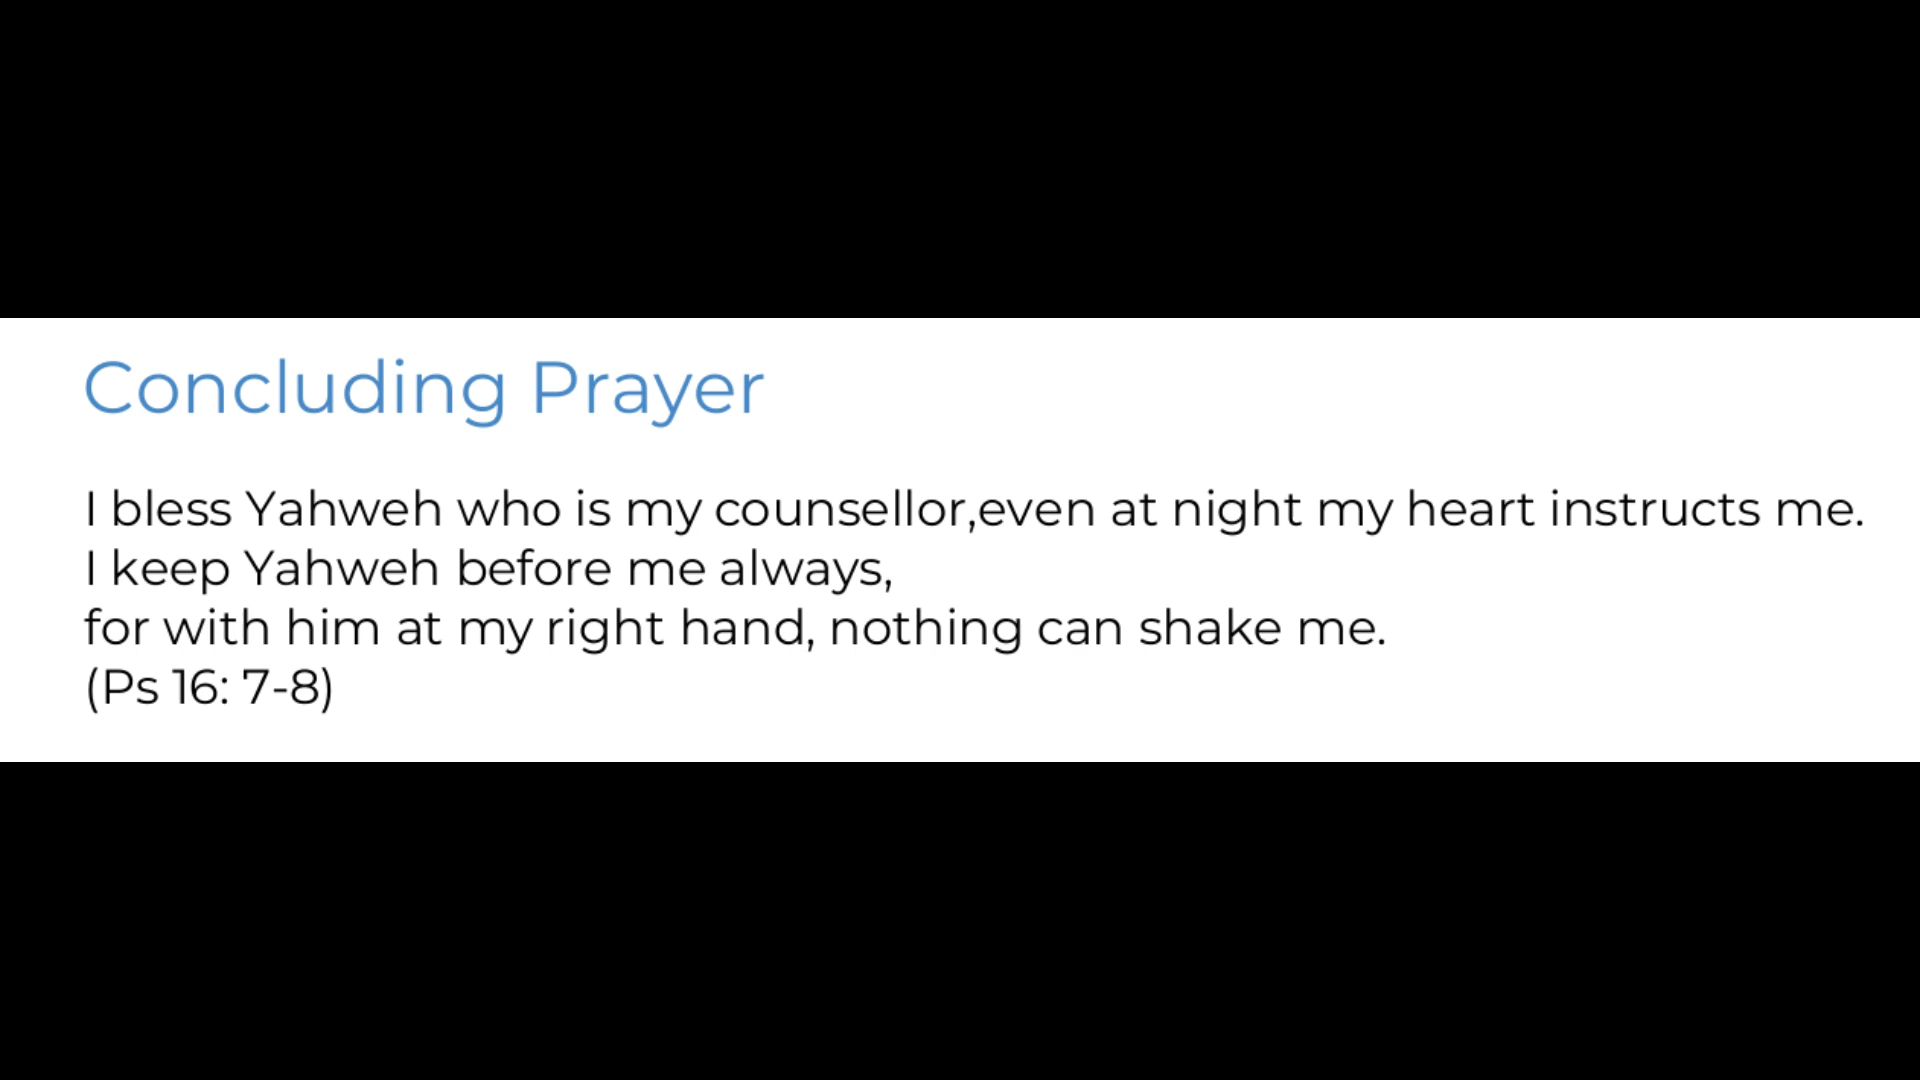 Concluding Prayer
I bless Yahweh who is my counsellor,even at night my heart instructs me.
I keep Yahweh before me always,
for with him at my right hand, nothing can shake me.
(Ps 16: 7-8)